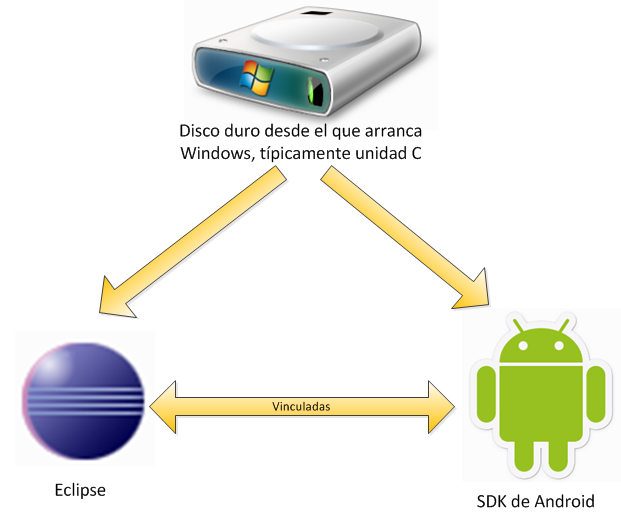 Disco duro desde el que arranca
Windows, típicamente unidad C
Vinculadas
Eclipse
SDK de Android